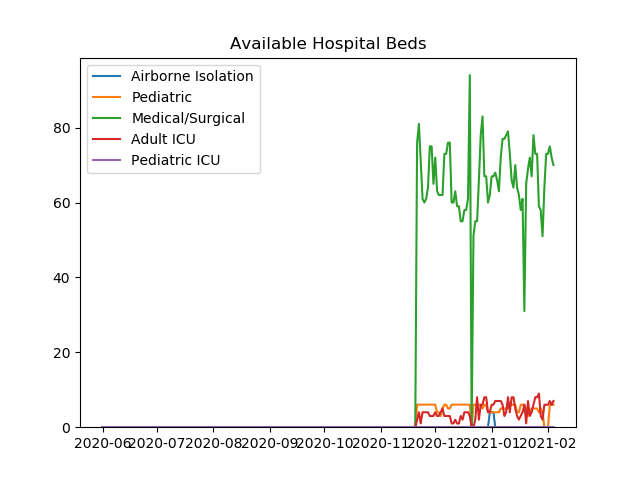 Available Hospital Beds
Airborne Isolation
Pediatric
Medical/Surgical
Adult ICU
Pediatric ICU
80
60
40
20
0
2020-06 2020-07 2020-08 2020-09 2020-10 2020-11 2020-12 2021-01 2021-02